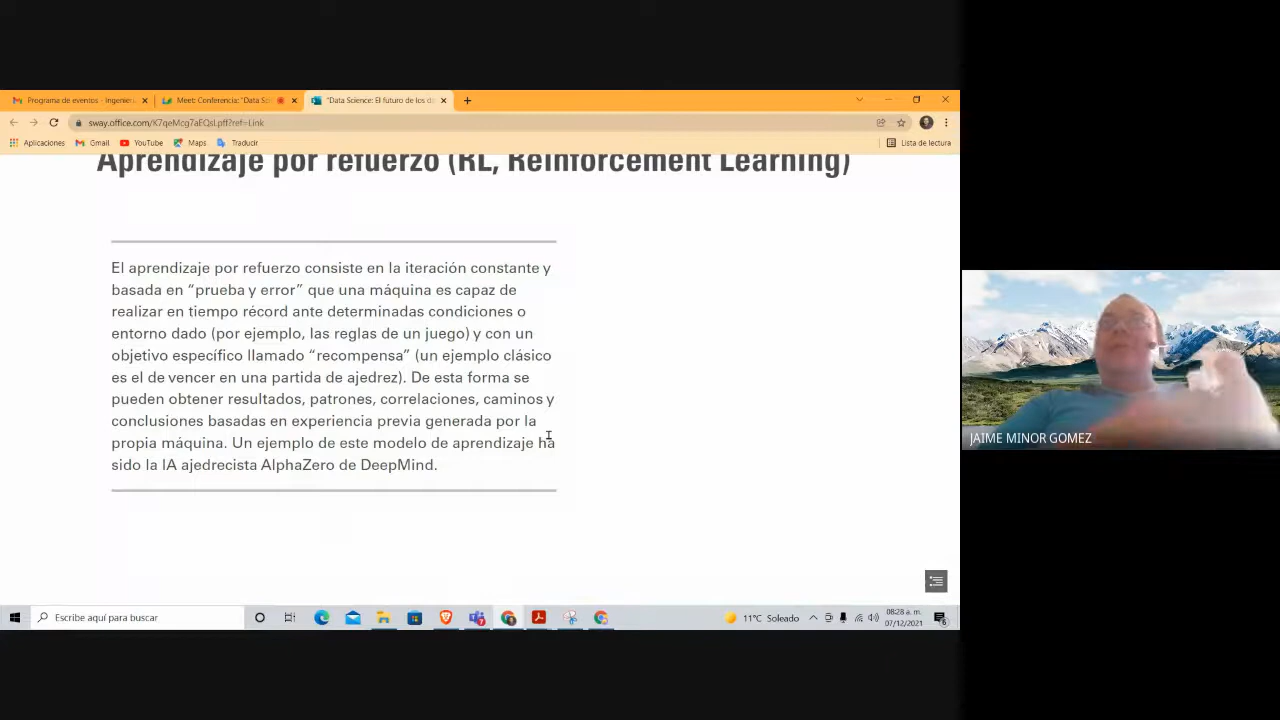 Programa de eventos - Ingenier
Meet: Conferencia: "Data Sci
"Data Science: El futuro de los da
sway.office.com/K7qeMcg7aEQsLpff?ref=Link
Aplicaciones
Gmail
YouTube
Maps
Traducir
Lista de lectura
Aprendizaje por refuerzo (RL, Reinforcement Learning)
El aprendizaje por refuerzo consiste en la iteración constante y
basada en “prueba y error” que una máquina es capaz de
realizar en tiempo récord ante determinadas condiciones o
entorno dado (por ejemplo, las reglas de un juego) y con un
objetivo específico llamado “recompensa” (un ejemplo clásico
es el de vencer en una partida de ajedrez). De esta forma se
pueden obtener resultados, patrones, correlaciones, caminos y
conclusiones basadas en experiencia previa generada por la
propia máquina. Un ejemplo de este modelo de aprendizaje ha
sido la IA ajedrecista AlphaZero de DeepMind.
JAIME MINOR GOMEZ
Escribe aquí para buscar
11°C Soleado
08:28 a. m.
07/12/2021